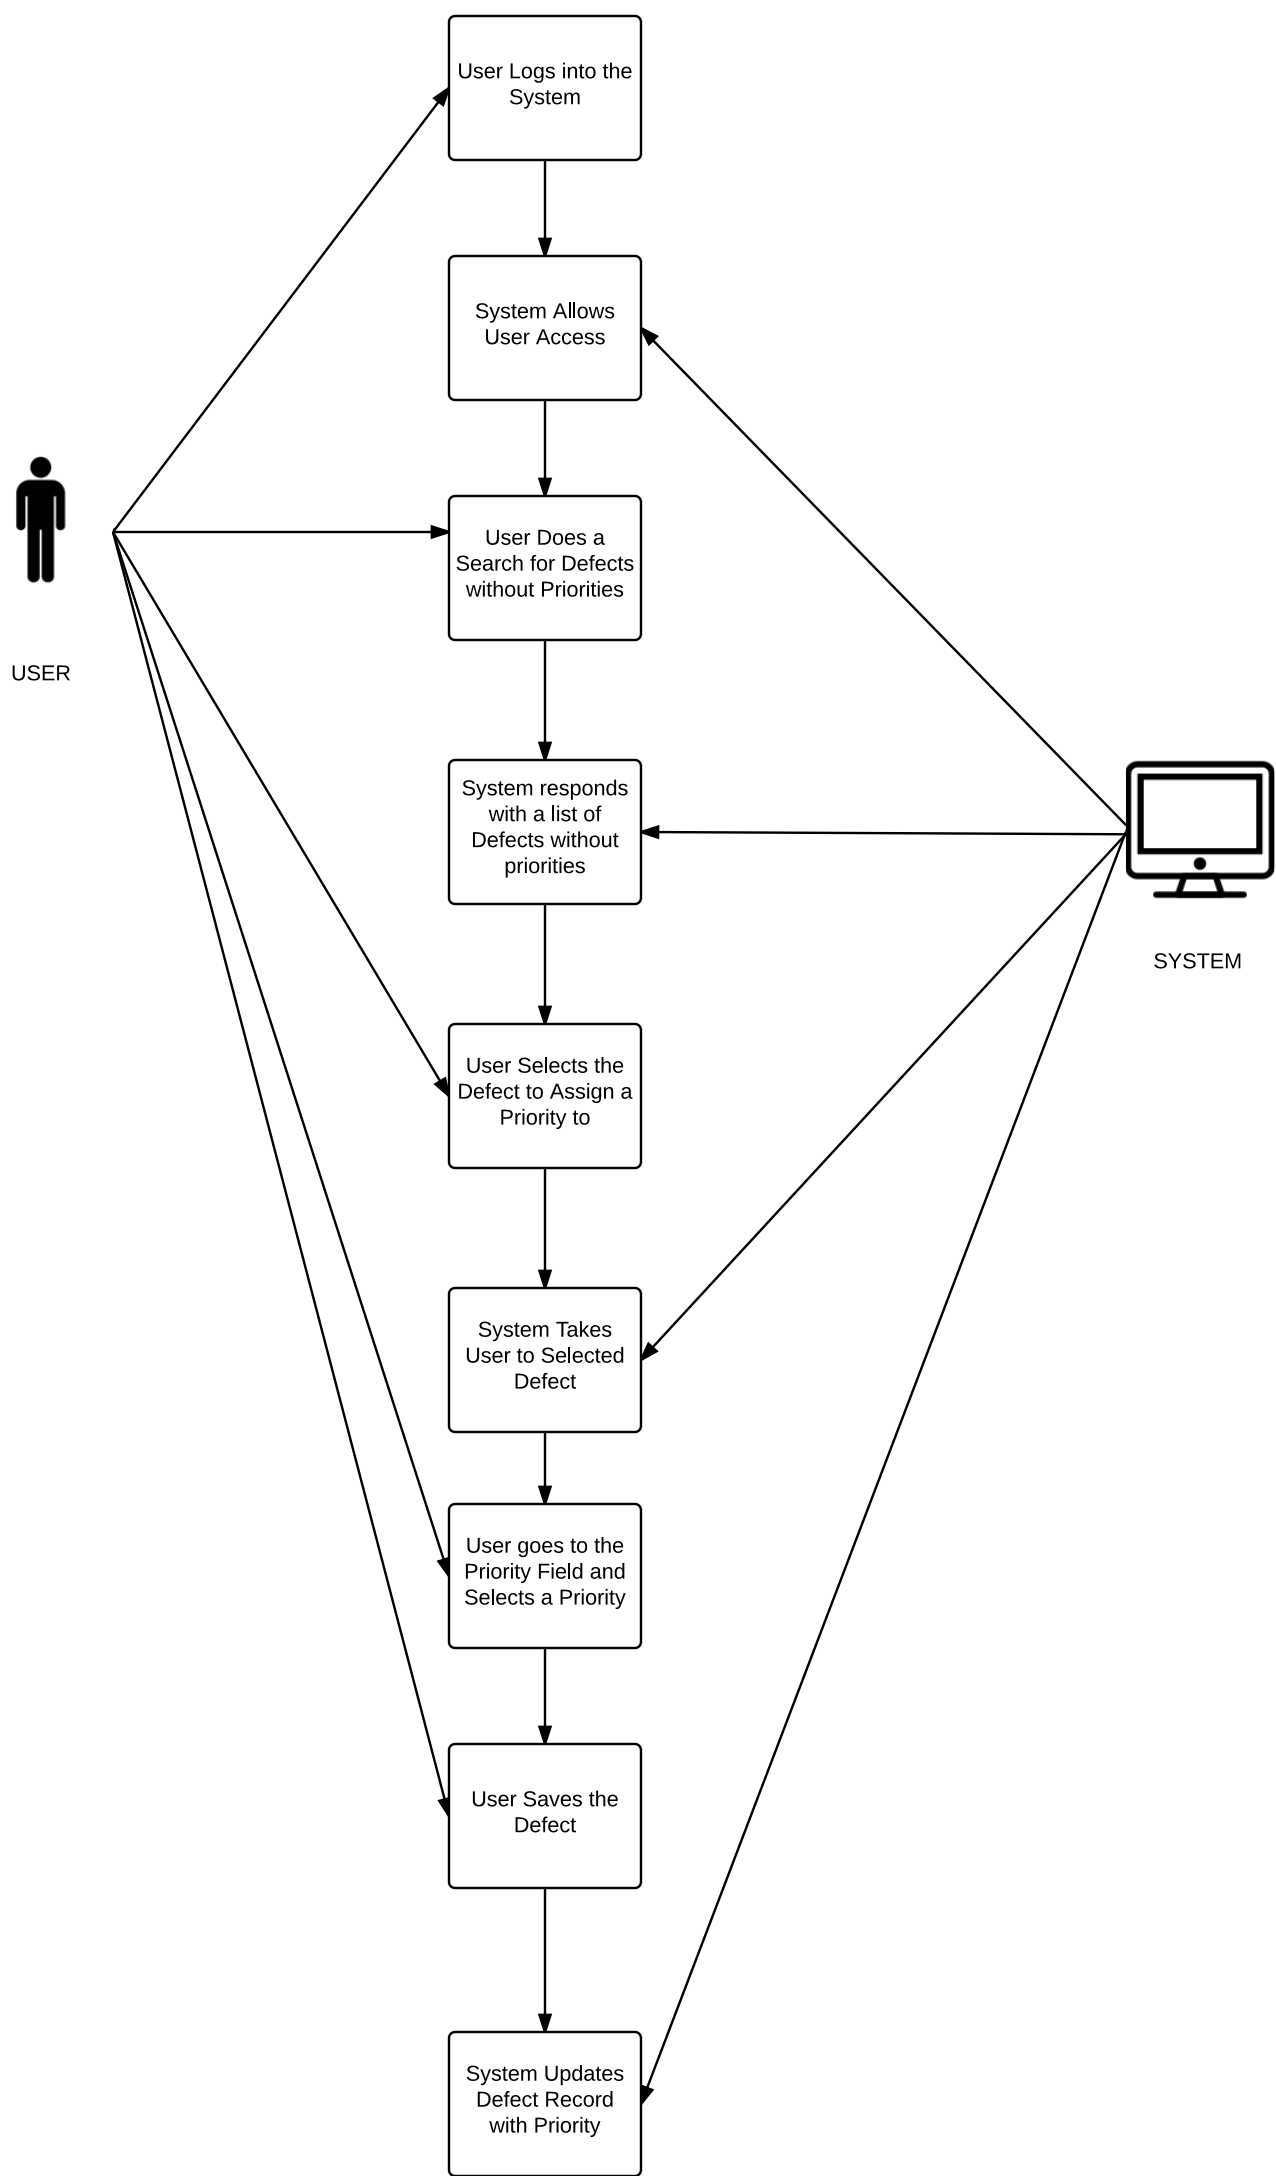 User Logs into the
System
System Allows
User Access
User Does a
Search for Defects
without Priorities
USER
System responds
with a list of
Defects without
priorities
SYSTEM
User Selects the
Defect to Assign a
Priority to
System Takes
User to Selected
Defect
User goes to the
Priority Field and
Selects a Priority
User Saves the
Defect
System Updates
Defect Record
with Priority